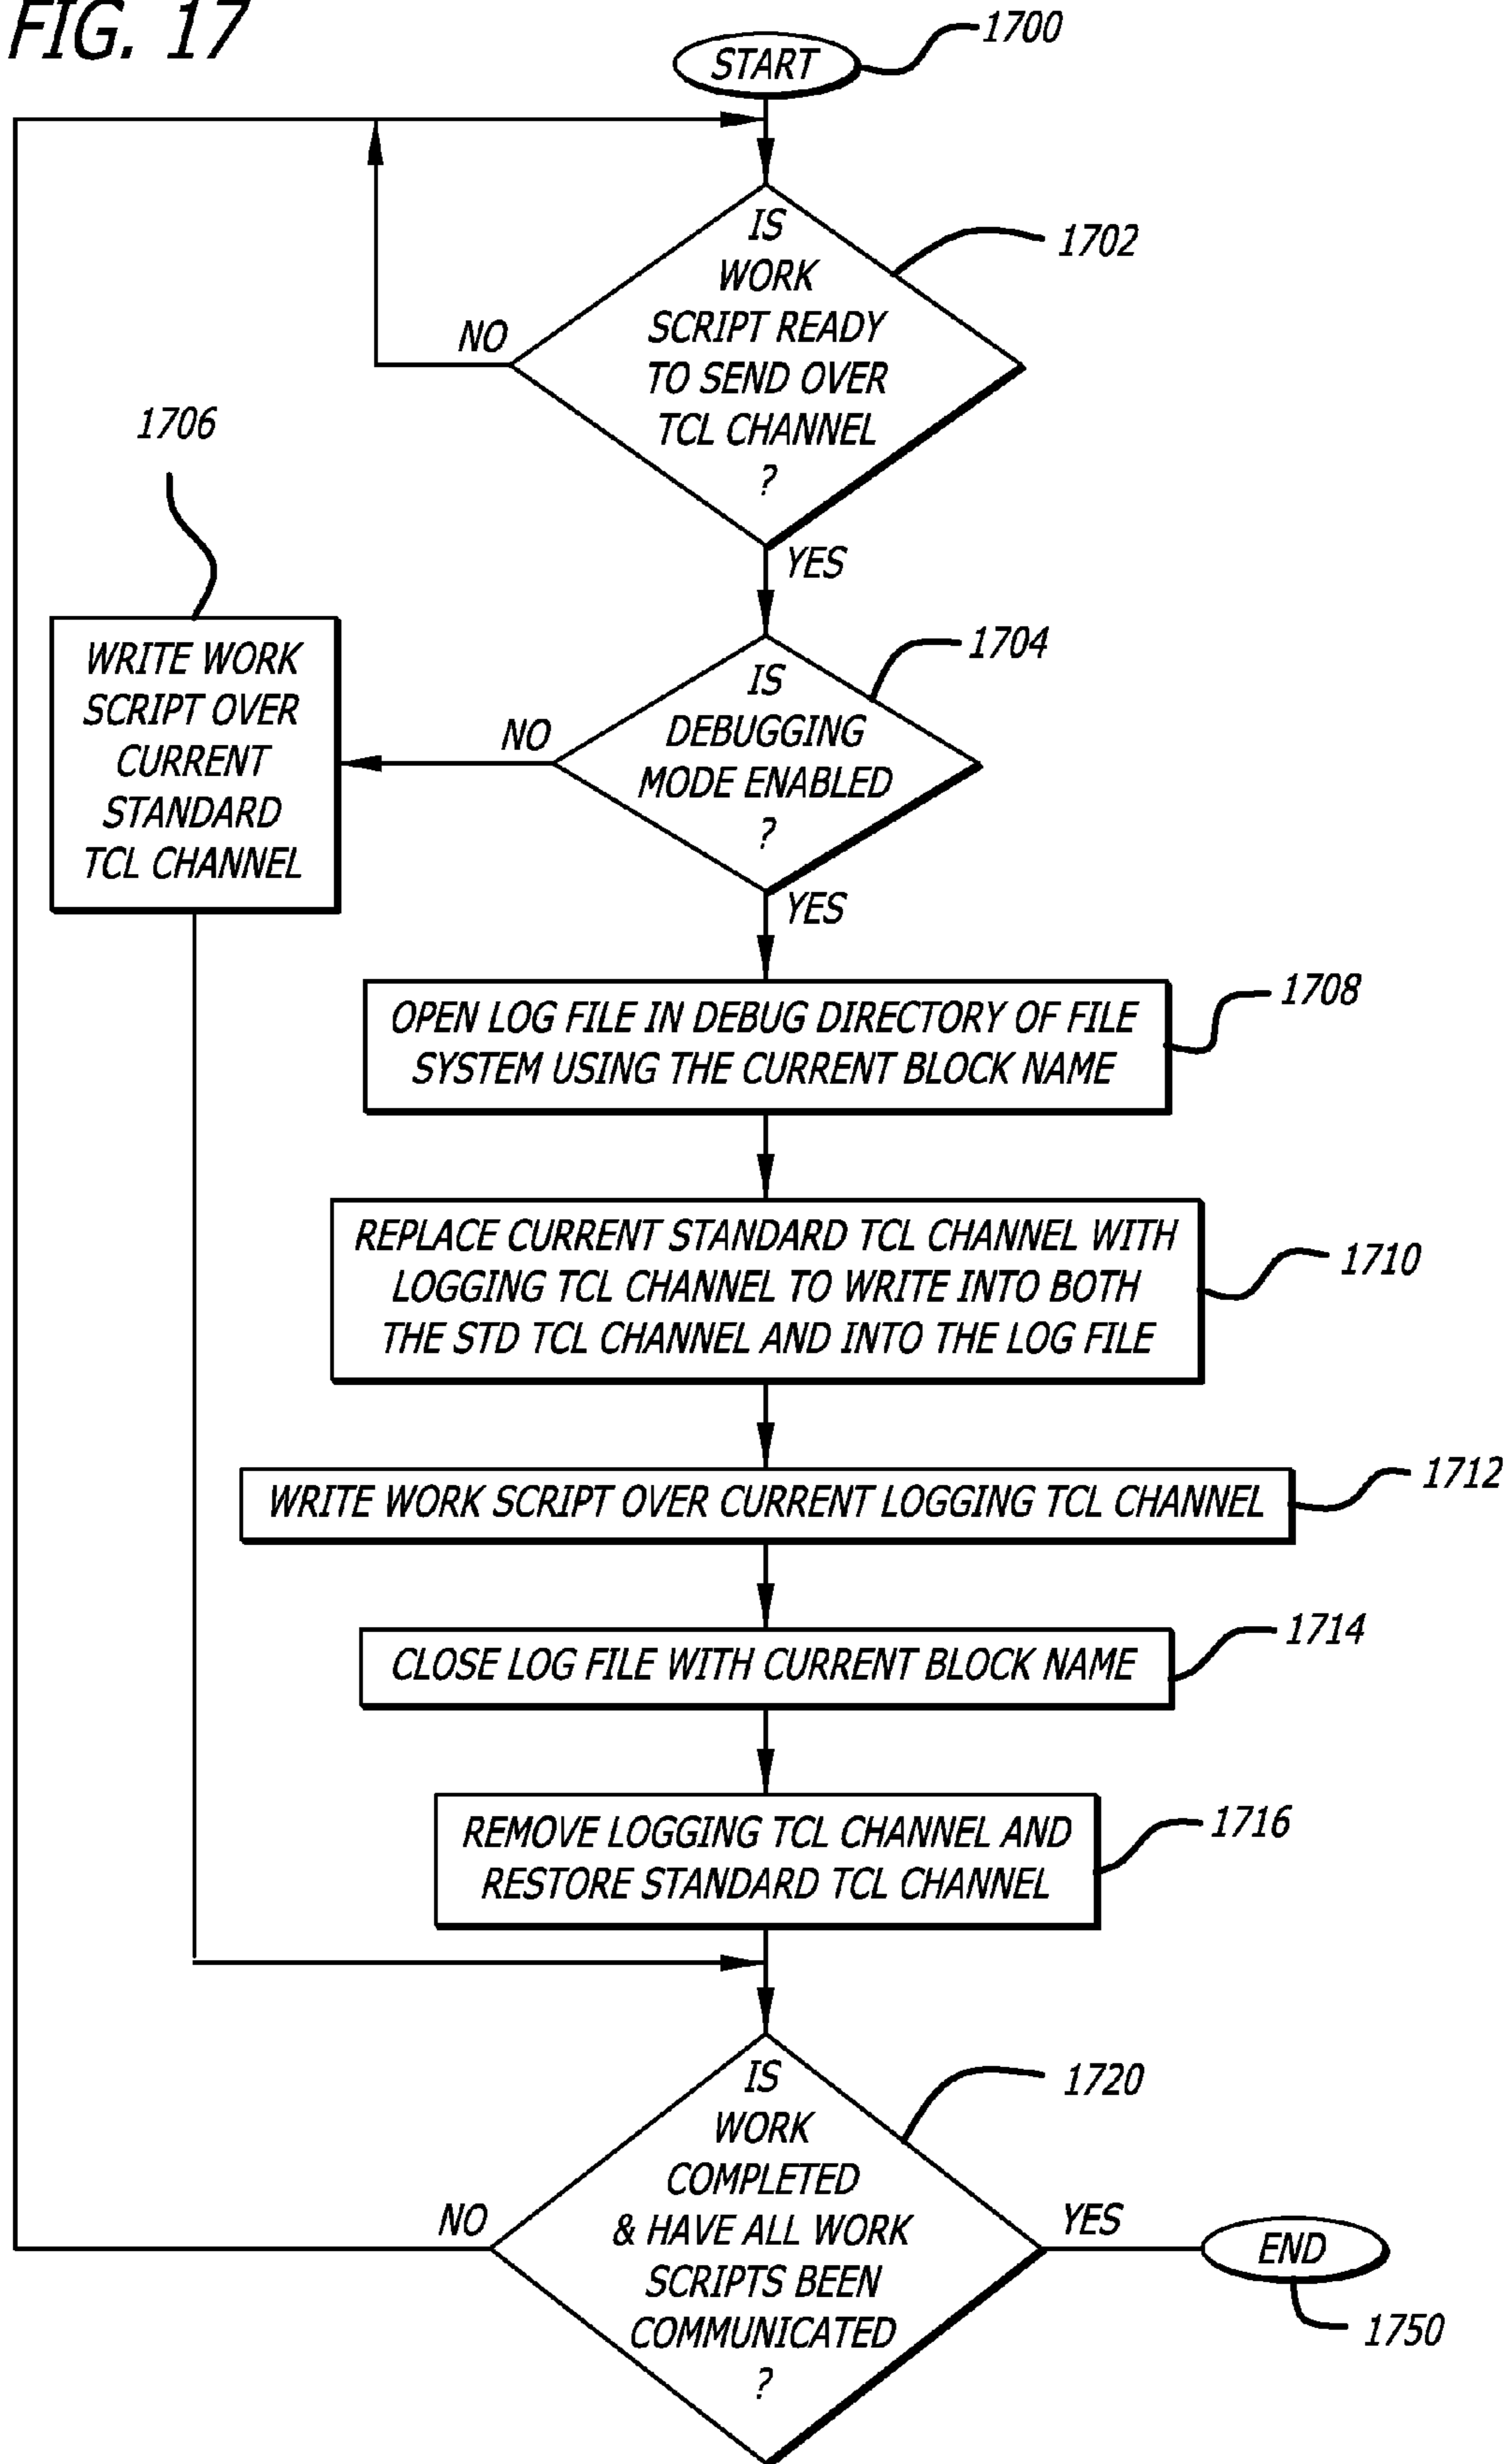 FIG. 17
START
1700
IS
WORK
SCRIPT READY
TO SEND OVER
TCL CHANNEL
?
1702
NO
YES
1706
WRITE WORK
SCRIPT OVER
CURRENT
STANDARD
TCL CHANNEL
NO
IS
DEBUGGING
MODE ENABLED
?
1704
YES
OPEN LOG FILE IN DEBUG DIRECTORY OF FILE
SYSTEM USING THE CURRENT BLOCK NAME
1708
REPLACE CURRENT STANDARD TCL CHANNEL WITH
LOGGING TCL CHANNEL TO WRITE INTO BOTH
THE STD TCL CHANNEL AND INTO THE LOG FILE
1710
WRITE WORK SCRIPT OVER CURRENT LOGGING TCL CHANNEL
1712
CLOSE LOG FILE WITH CURRENT BLOCK NAME
1714
REMOVE LOGGING TCL CHANNEL AND
RESTORE STANDARD TCL CHANNEL
1716
IS
WORK
COMPLETED
& HAVE ALL WORK
SCRIPTS BEEN
COMMUNICATED
?
1720
NO
YES
END
1750